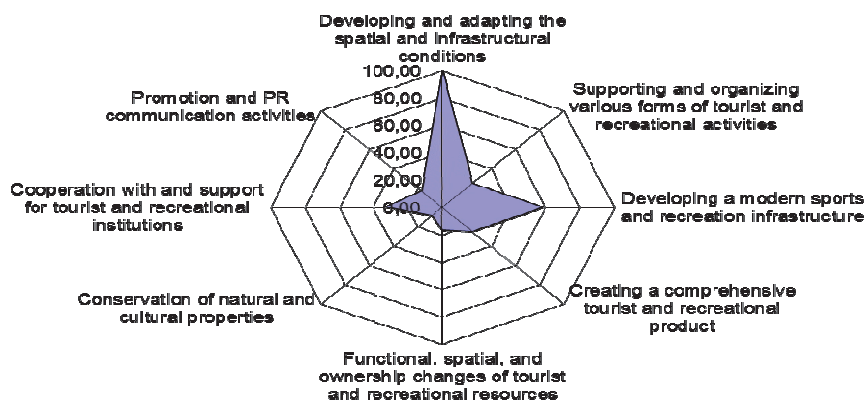 Developing and adapting the
spatial and infrastructural
conditions
100,00
80,00
60,00
40,00
20,00
0,00
Supporting and organizing
various forms of tourist and
recreational activities
Developing a modern sports
and recreation infrastructure
Creating a comprehensive
tourist and recreational
product
Functional, spatial, and
ownership changes of tourist
and recreational resources
Conservation of natural and
cultural properties
Cooperation with and support
for tourist and recreational
institutions
Promotion and PR
communication activities